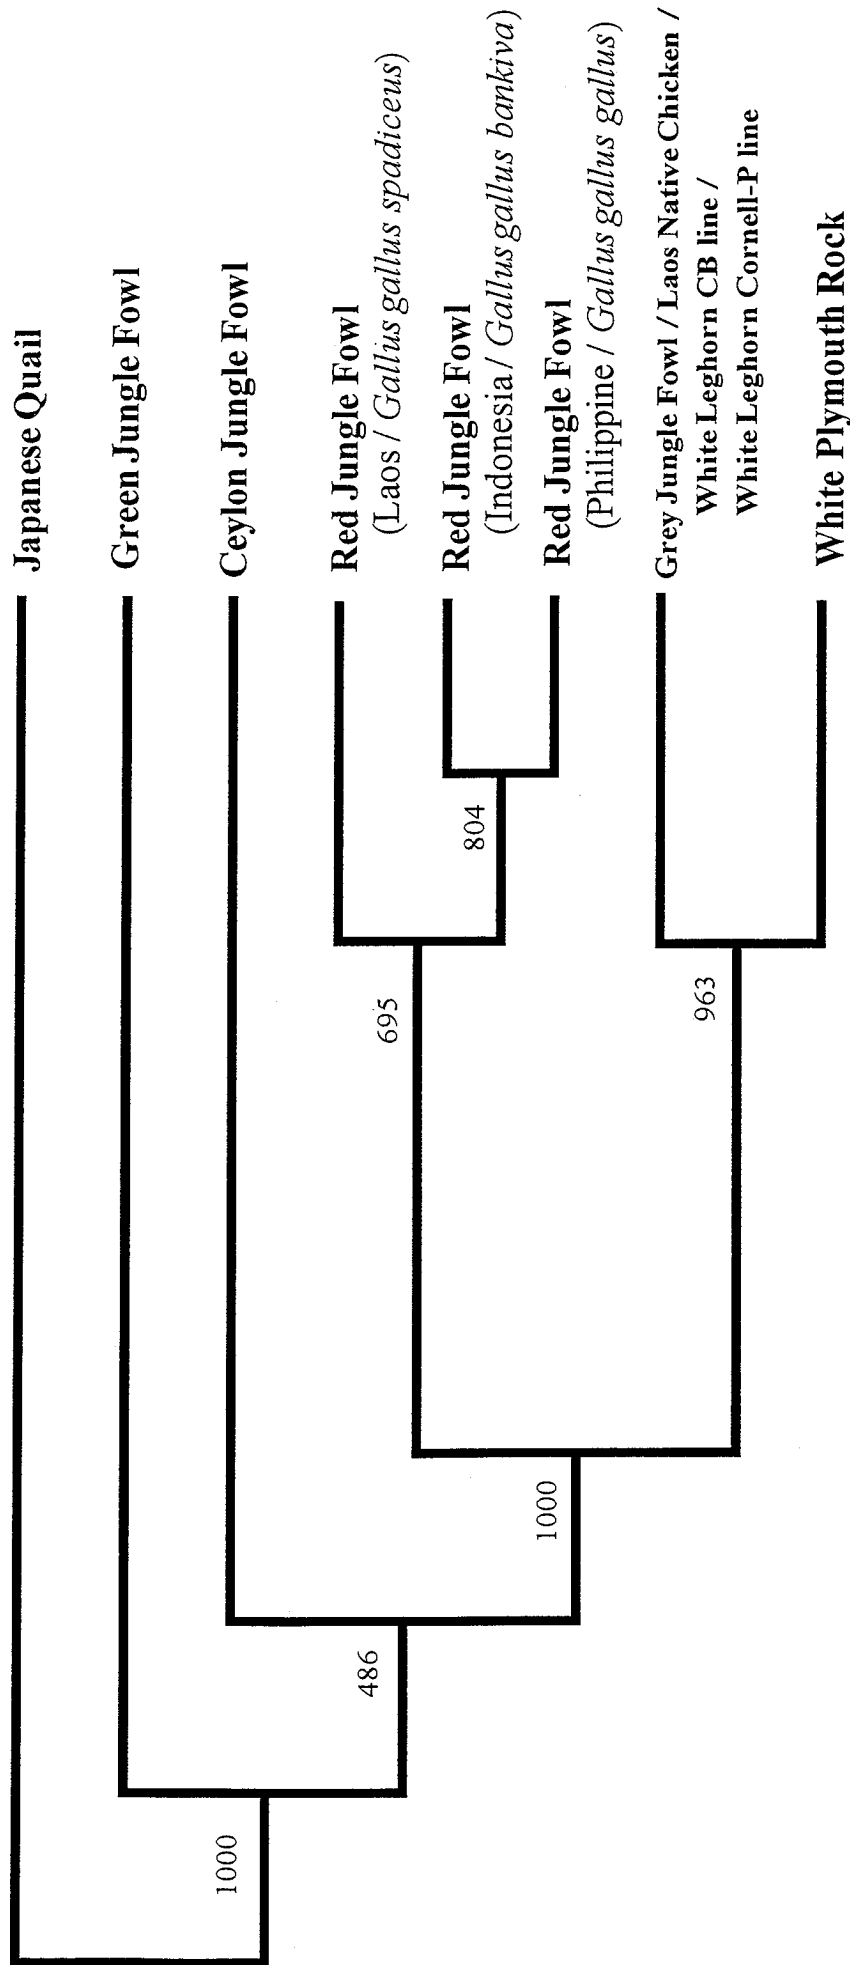 Japanese Quail
Green Jungle Fowl
Ceylon Jungle Fowl
Red Jungle Fowl
(Laos / Gallus gallus spadiceus)
Red Jungle Fowl
(Indonesia / Gallus gallus bankiva)
Red Jungle Fowl
(Philippine / Gallus gallus gallus)
Grey Jungle Fowl / Laos Native Chicken /
White Leghorn CB line /
White Leghorn Cornell-P line
White Plymouth Rock
1000
486
1000
695
804
963